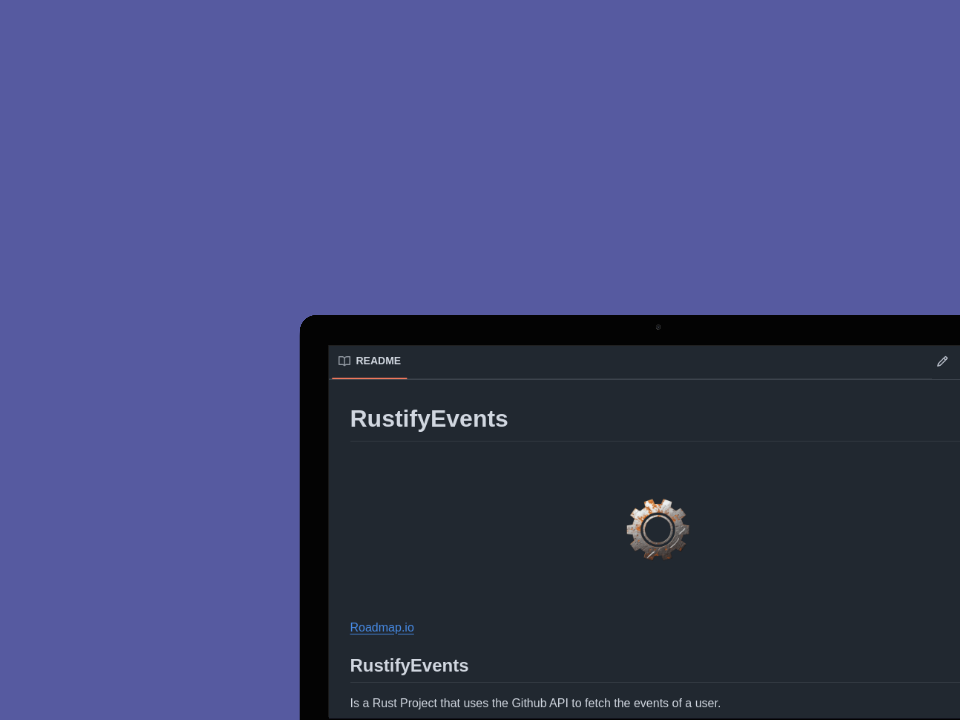 README
RustifyEvents
Roadmap.io
RustifyEvents
Is a Rust Project that uses the Github API to fetch the events of a user.